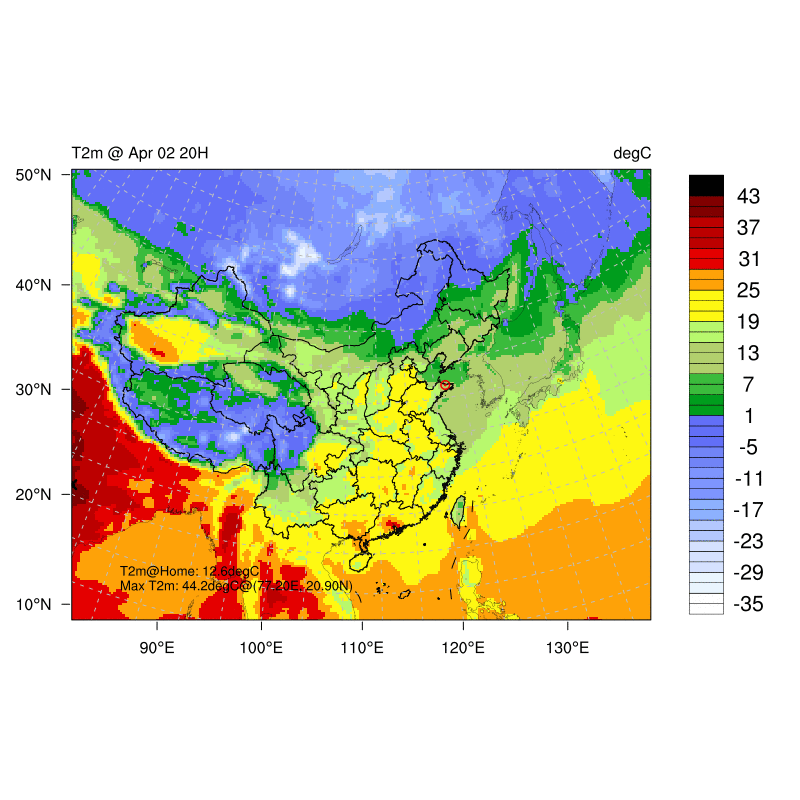 T2m @ Apr 02 20H
degC
50°N
40°N
30°N
20°N
10°N
90°E
100°E
110°E
120°E
130°E
T2m@Home: 12.6degC
Max T2m: 44.2degC@(77.20E, 20.90N)
43
37
31
25
19
13
7
1
-5
-11
-17
-23
-29
-35